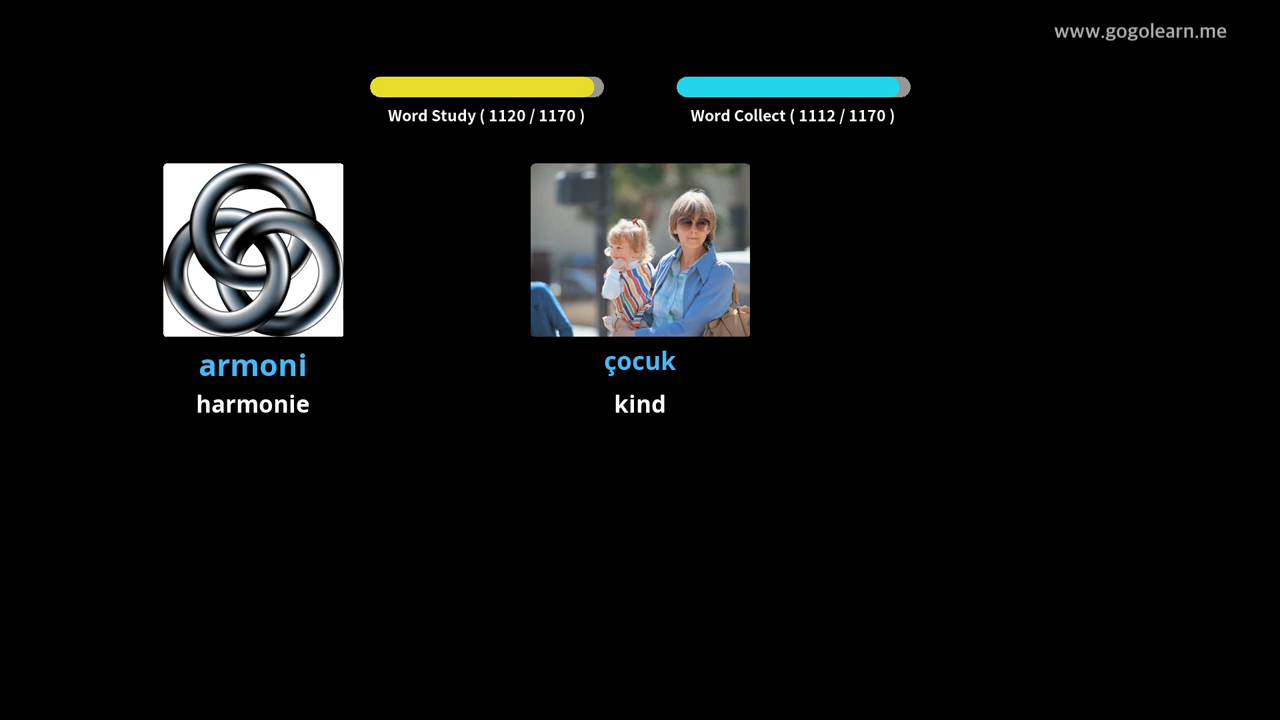 www.gogolearn.me
Word Study ( 1120 / 1170 )
Word Collect ( 1112 / 1170 )
armoni
harmonie
çocuk
kind